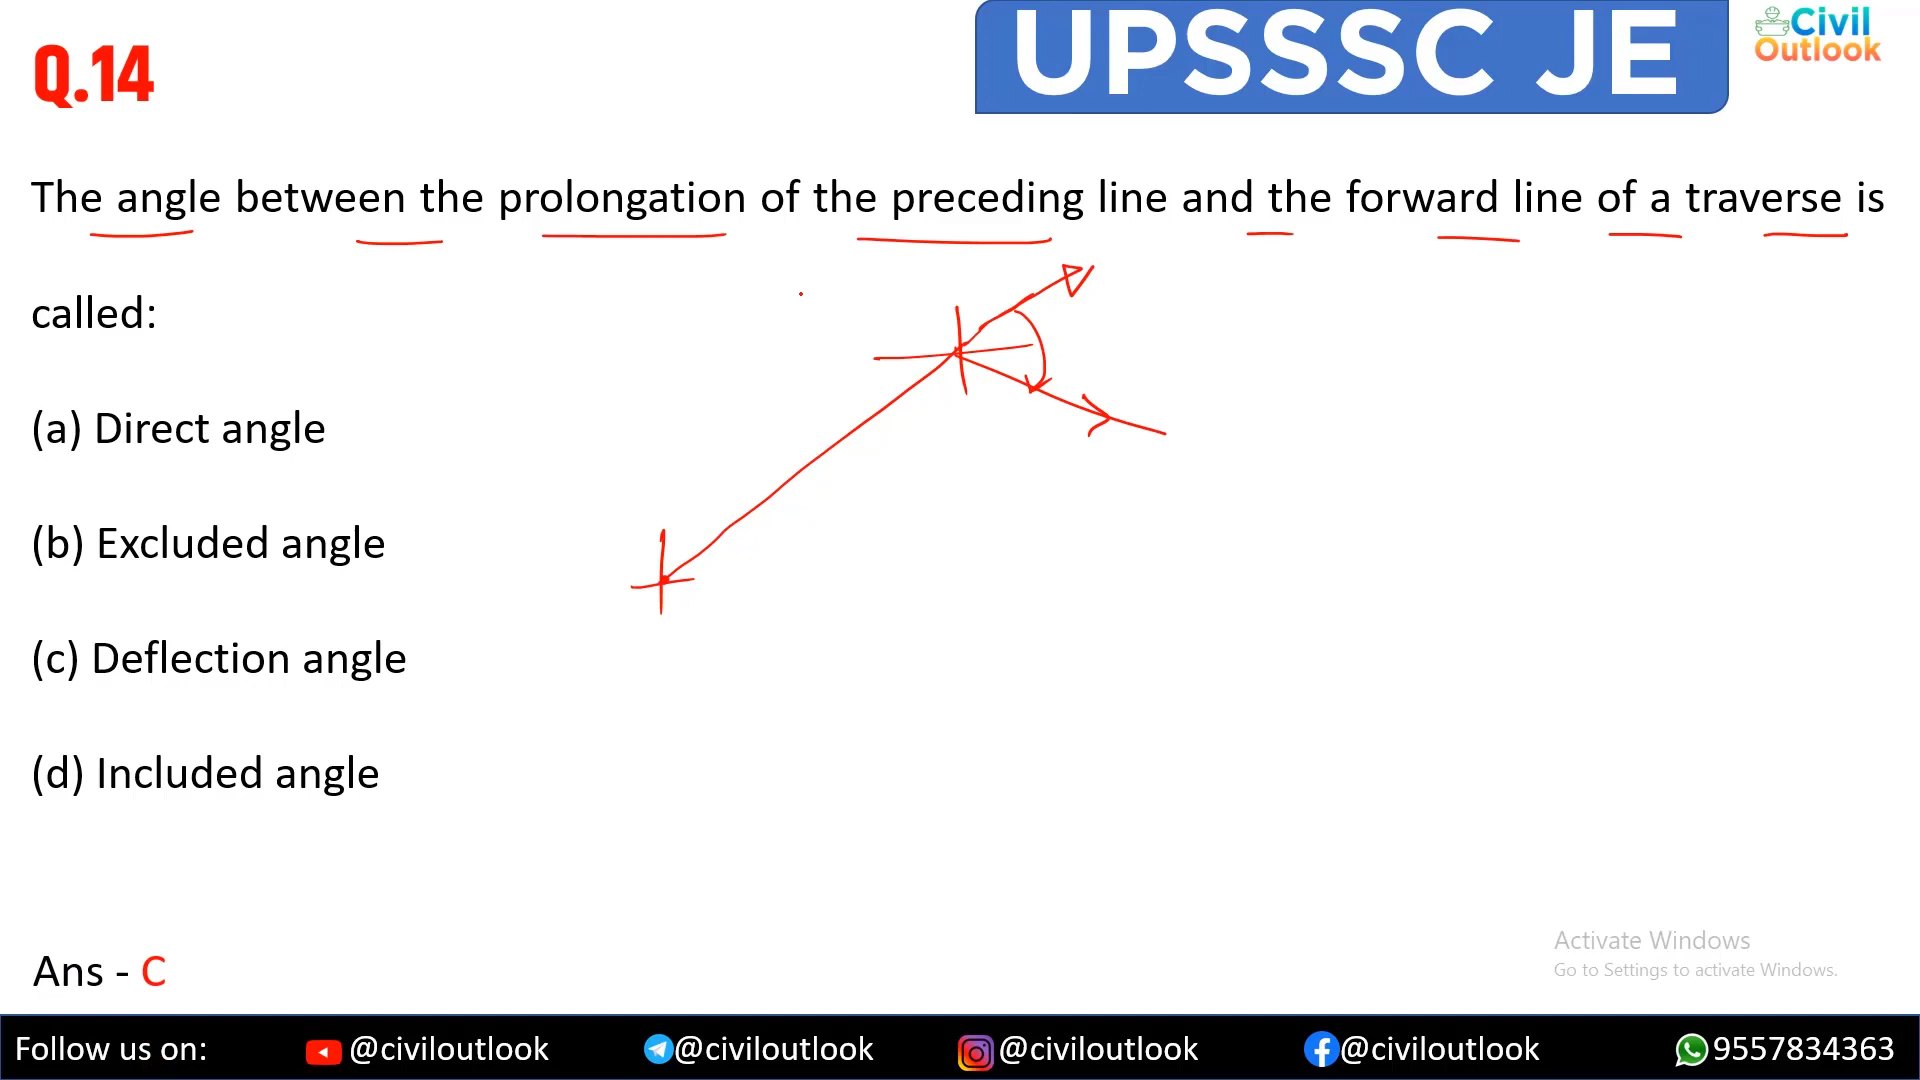 Q.14
UPSSSC JE
Civil
Outlook
The angle between the prolongation of the preceding line and the forward line of a traverse is
called:
(a) Direct angle
(b) Excluded angle
(c) Deflection angle
(d) Included angle
Ans - C
Activate Windows
Go to Settings to activate Windows.
Follow us on: @civiloutlook @civiloutlook @civiloutlook @civiloutlook 9557834363